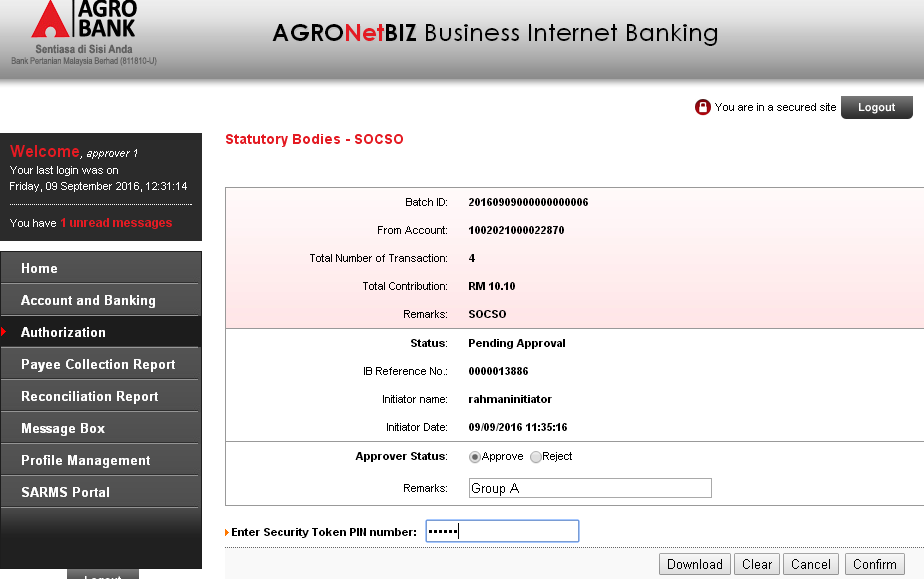 AGRO
BANK
Sentiasa di Sisi Anda
Bank Pertanian Malaysia Berhad (811810-U)
AGRONetBIZ Business Internet Banking
You are in a secured site
Logout
Welcome, approver 1
Your last login was on
Friday, 09 September 2016, 12:31:14
You have 1 unread messages
Home
Account and Banking
Authorization
Payee Collection Report
Reconciliation Report
Message Box
Profile Management
SARMS Portal
Logout
Statutory Bodies - SOCSO
Batch ID: 20160909000000000006
From Account: 1002021000022870
Total Number of Transaction: 4
Total Contribution: RM 10.10
Remarks: SOCSO
Status: Pending Approval
IB Reference No.: 0000013886
Initiator name: rahmaninitiator
Initiator Date: 09/09/2016 11:35:16
Approver Status: Approve Reject
Remarks: Group A
Enter Security Token PIN number: ••••••
Download Clear Cancel Confirm